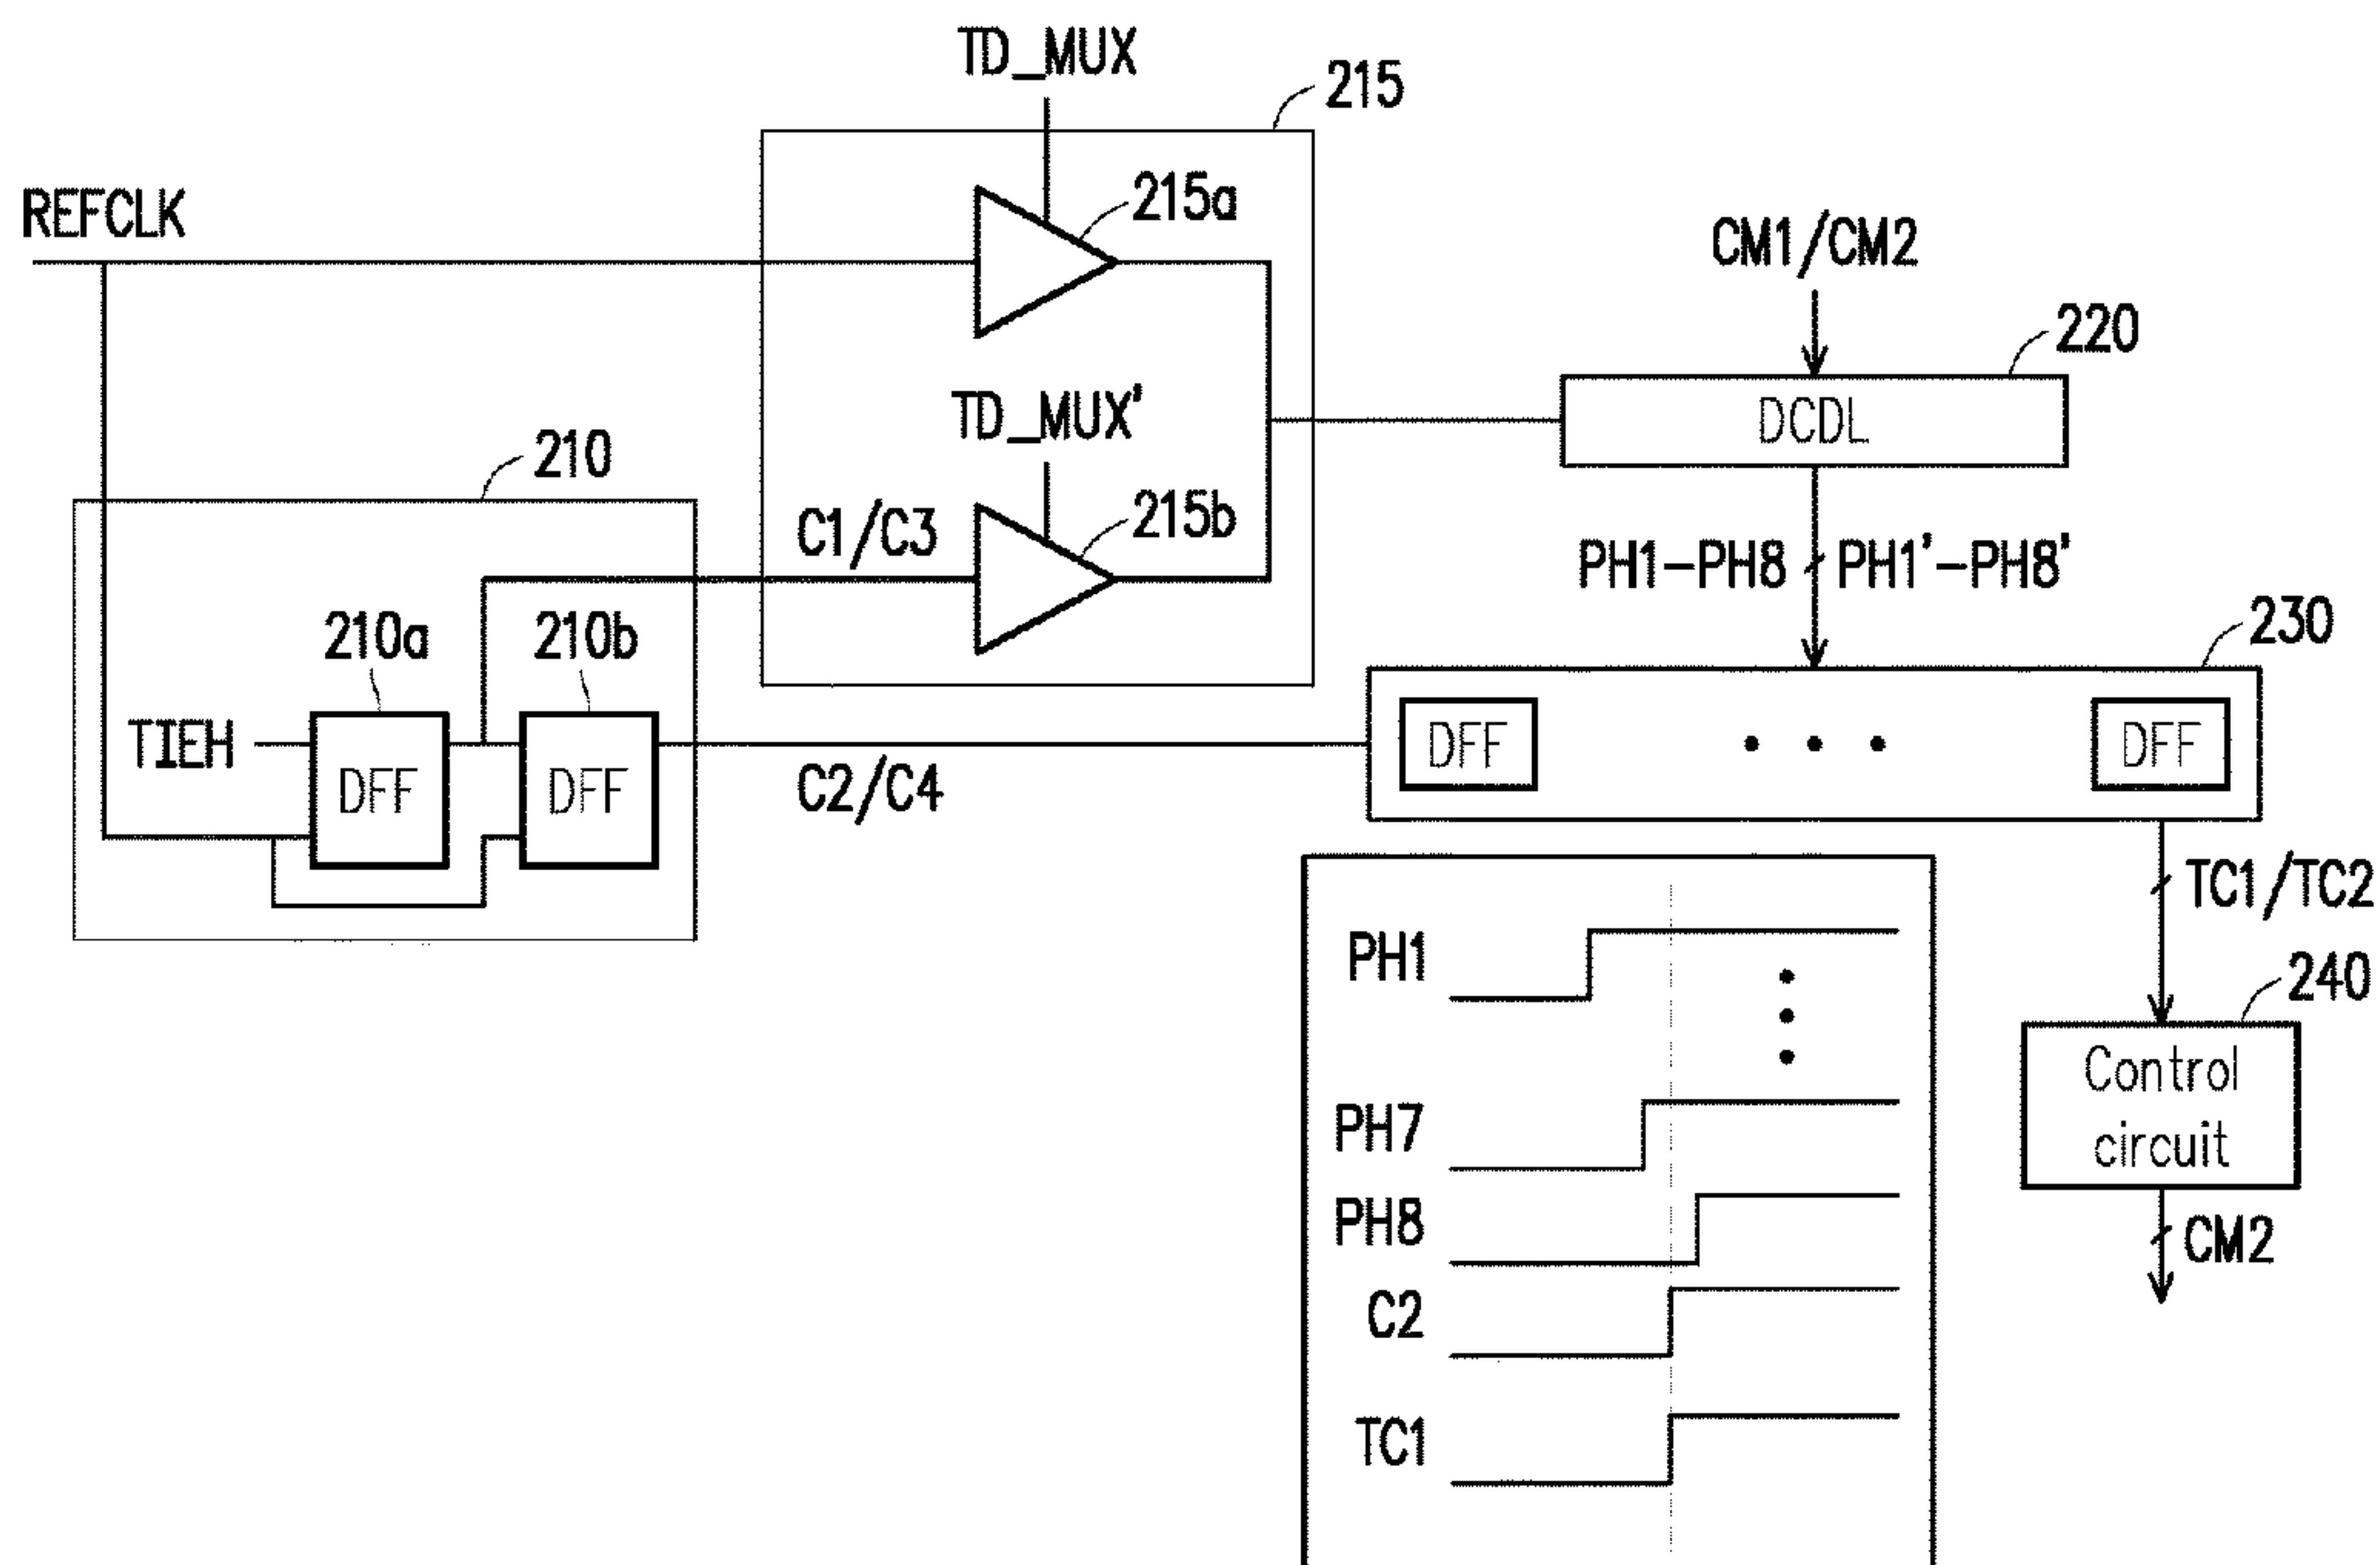 TD_MUX
215
215a
REFCLK
CM1/CM2
220
DCDL
TD_MUX'
210
215b
C1/C3
PH1-PH8
PH1'-PH8'
230
210a
210b
TIEH
DFF
DFF
DFF
DFF
C2/C4
TC1/TC2
PH1
240
Control
circuit
PH7
PH8
CM2
C2
TC1